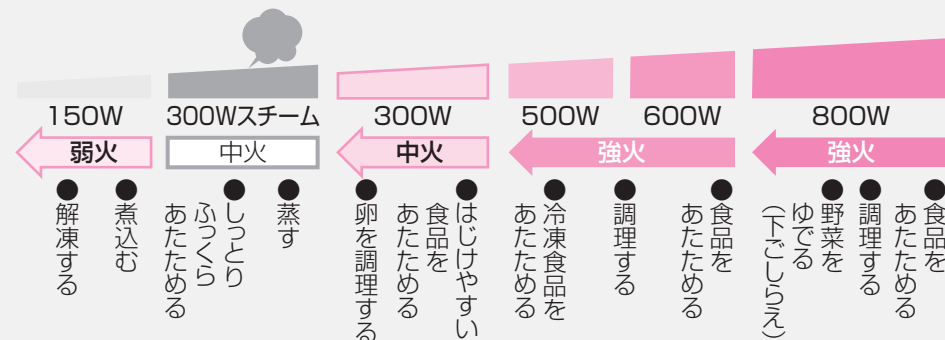 150W
300Wスチーム
300W
500W
600W
800W
弱火
中火
中火
強火
強火
●食品を
あたためる
●調理する
●野菜を
ゆでる
(下ごしらえ)
●食品を
あたためる
●調理する
●冷凍食品を
あたためる
●はじけやすい
食品を
あたためる
●卵を調理する
●蒸す
●しっとり
ふっくら
あたためる
●煮込む
●解凍する